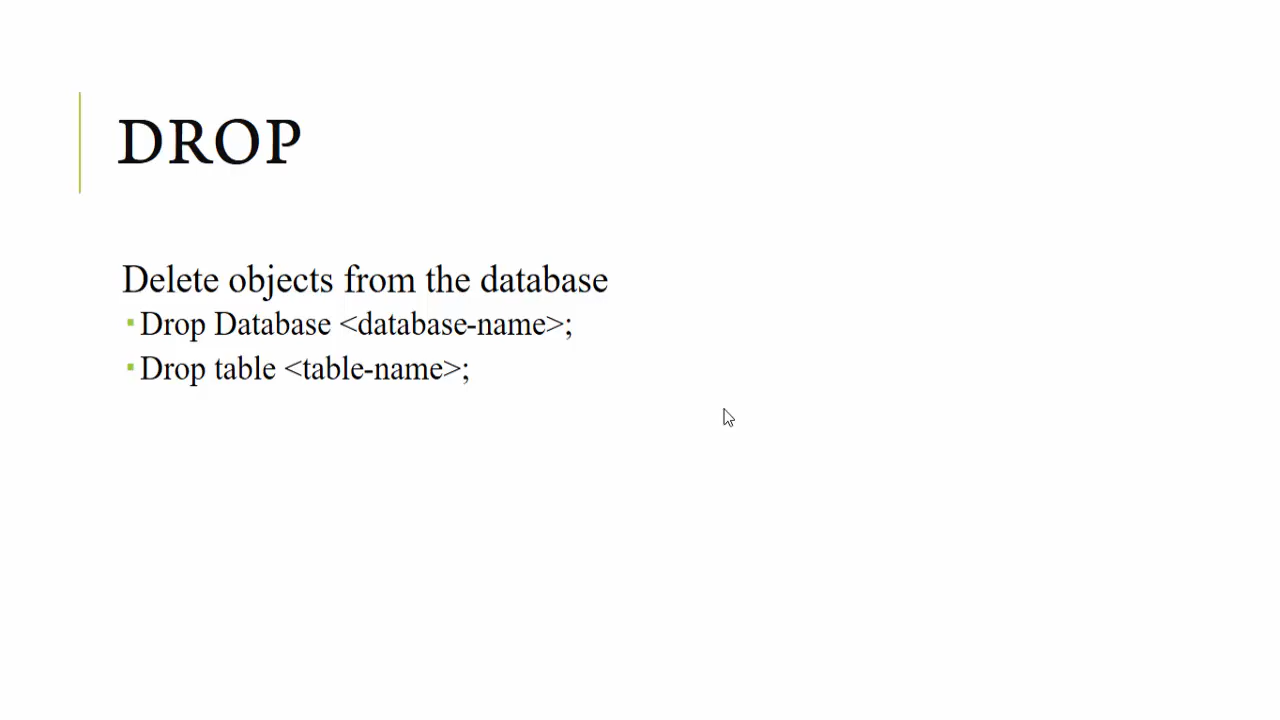 DROP
Delete objects from the database
▪ Drop Database <database-name>;
▪ Drop table <table-name>;